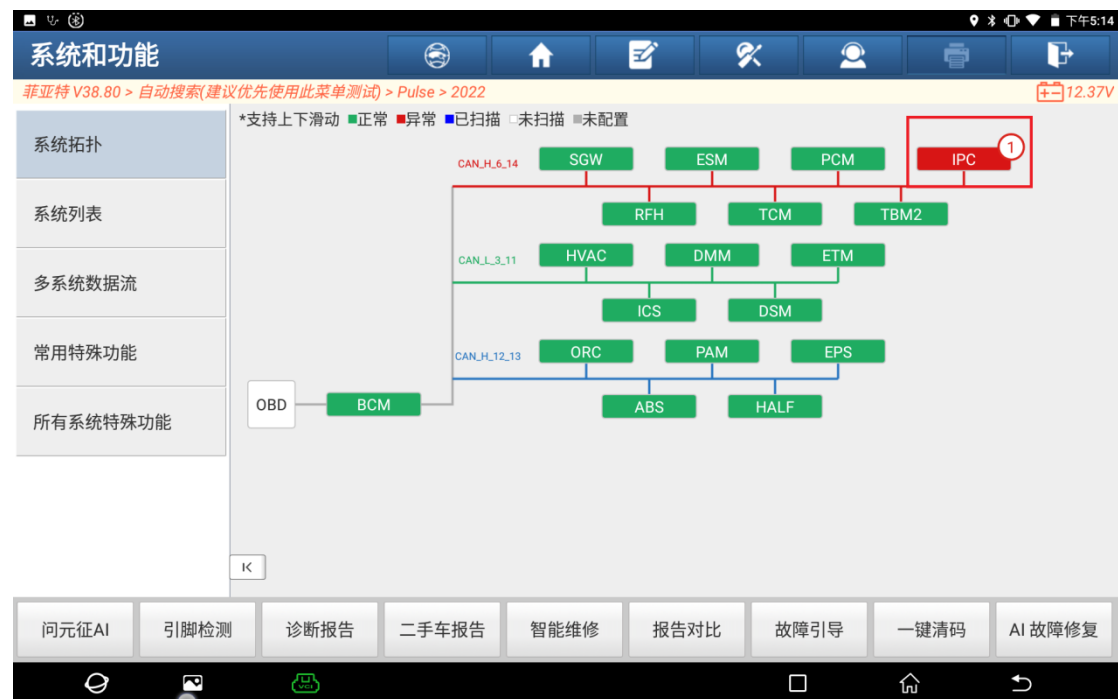 下午5:14
系统和功能
菲亚特 V38.80 > 自动搜索(建议优先使用此菜单测试) > Pulse > 2022
12.37V
系统拓扑
系统列表
多系统数据流
常用特殊功能
所有系统特殊功能
*支持上下滑动 ■正常 ■异常 ■已扫描 □未扫描 ■未配置
CAN_H_6_14 SGW ESM PCM IPC 1
RFH TCM TBM2
CAN_L_3_11 HVAC DMM ETM
ICS DSM
CAN_H_12_13 ORC PAM EPS
OBD BCM ABS HALF
问元征AI 引脚检测 诊断报告 二手车报告 智能维修 报告对比 故障引导 一键清码 AI 故障修复
VCI